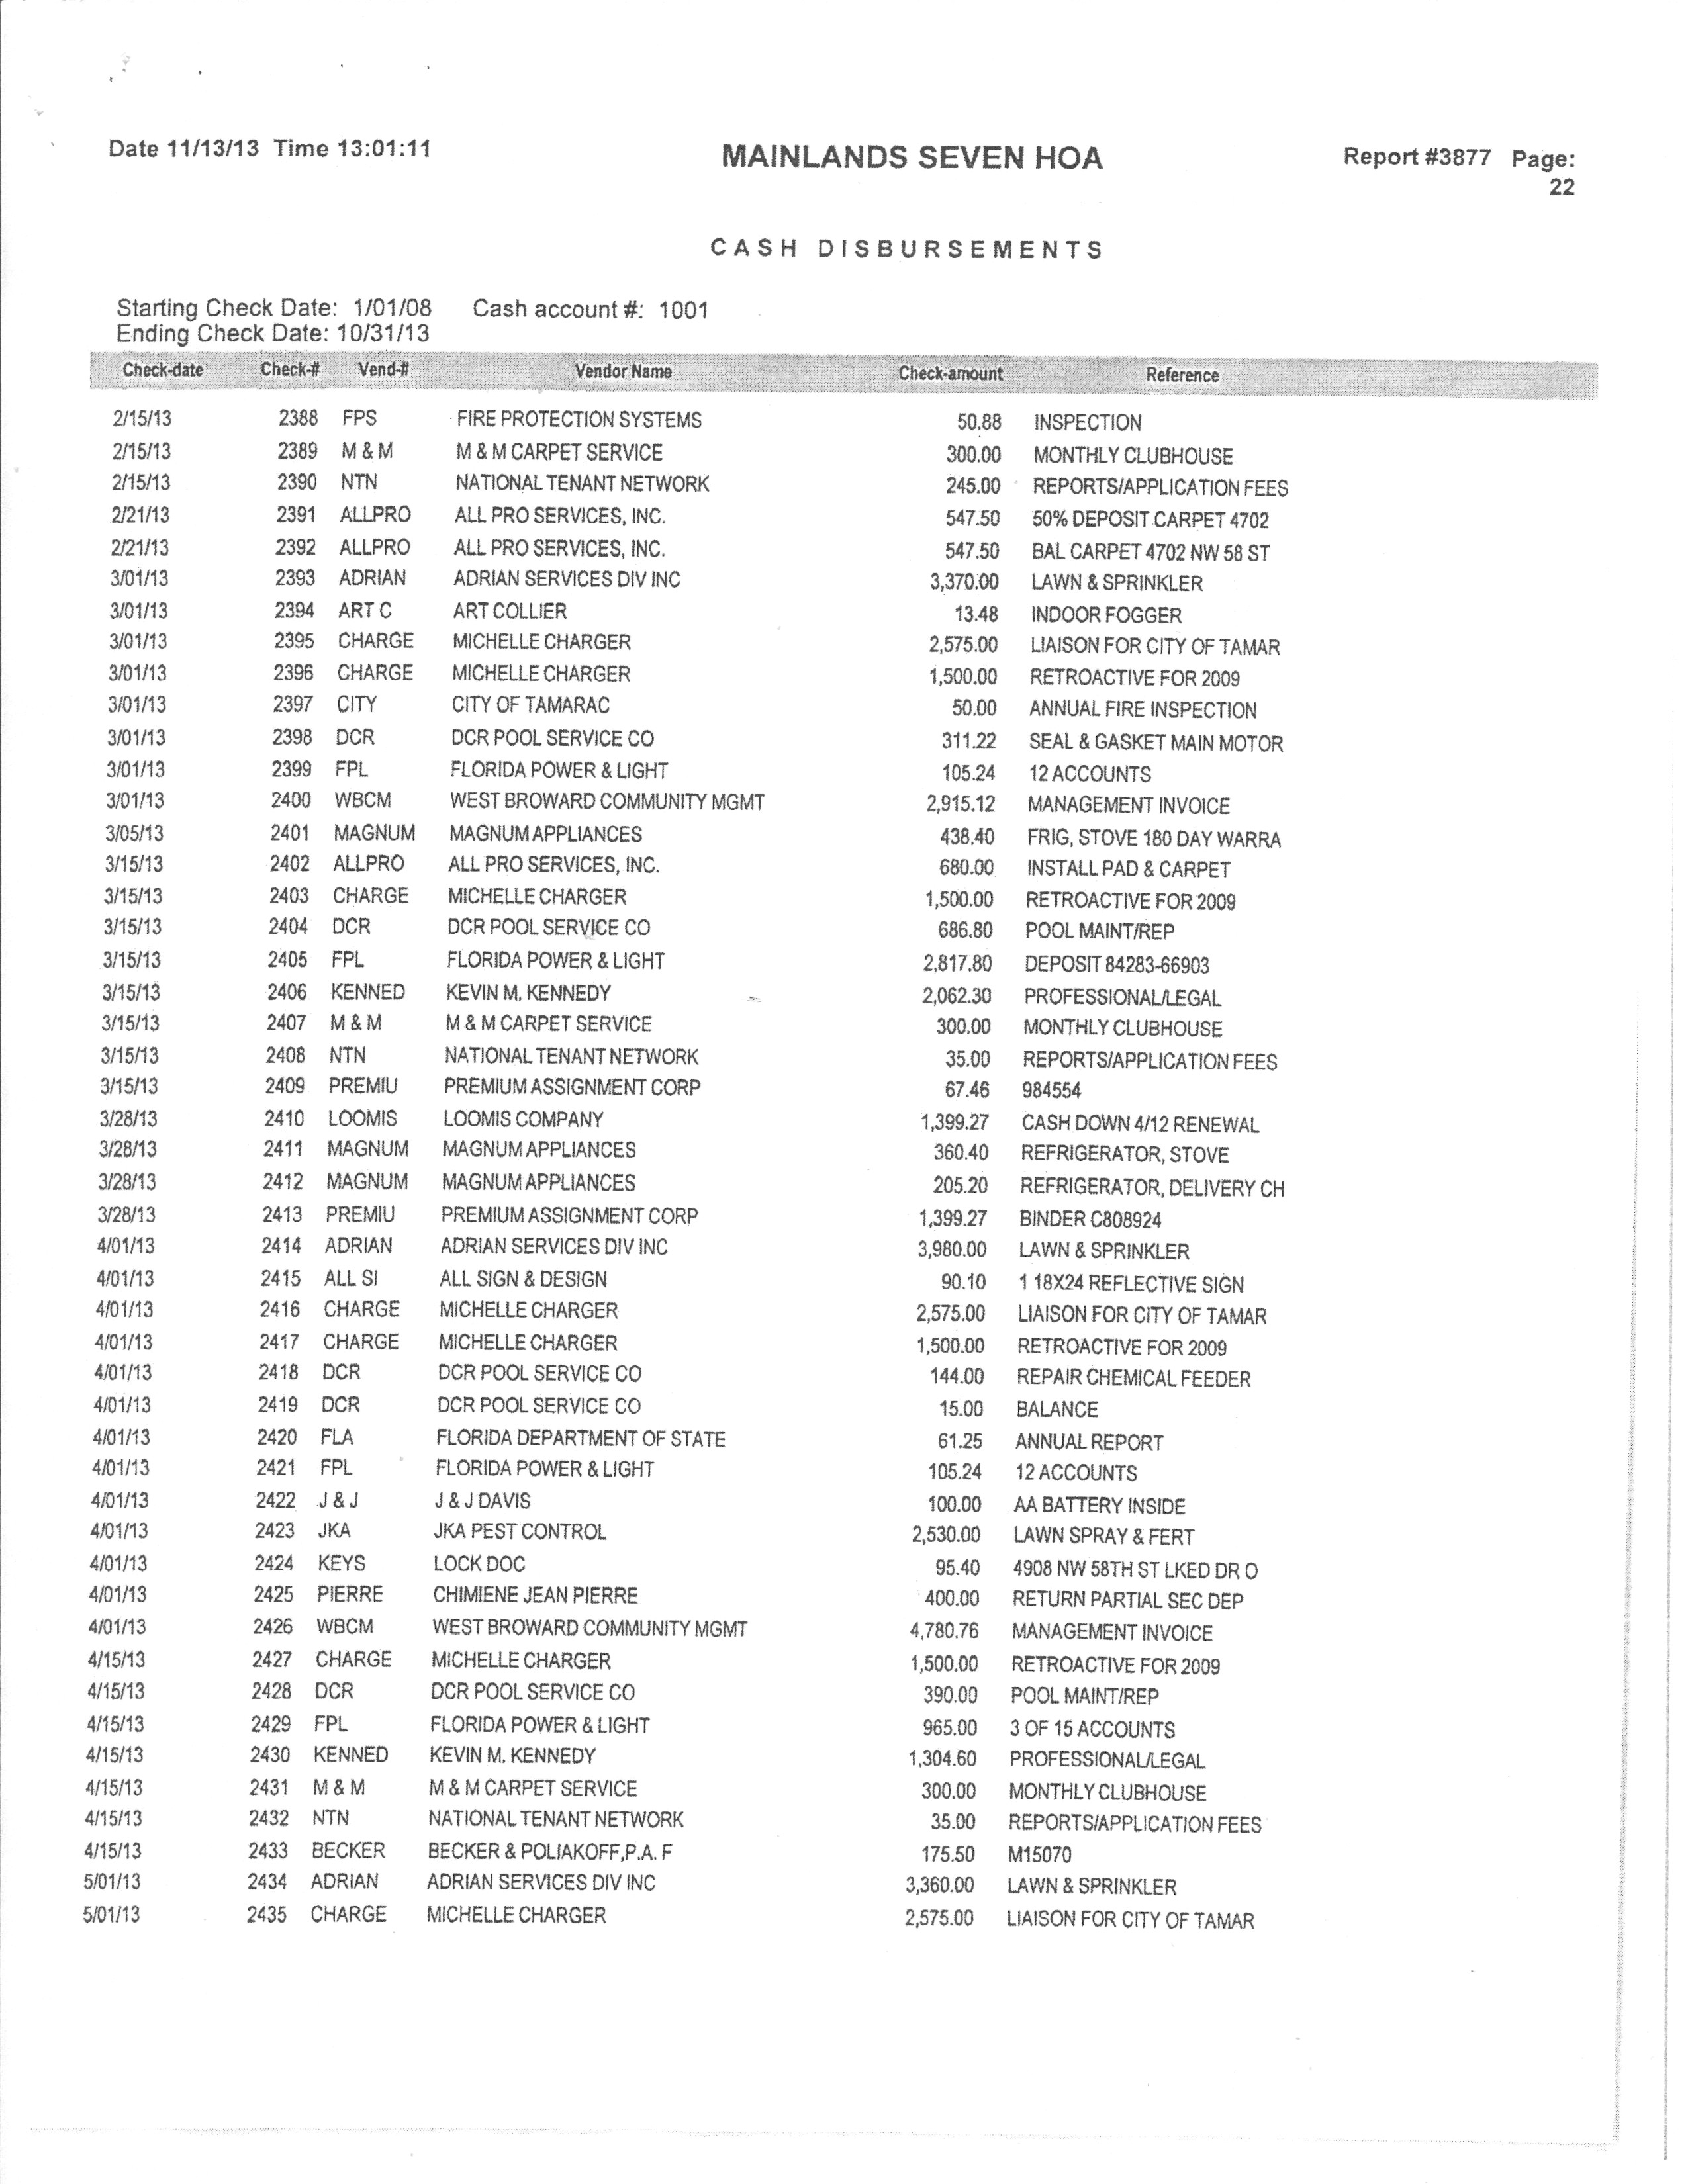 Date 11/13/13 Time 13:01:11 MAINLANDS SEVEN HOA Report #3877 Page:
22
CASH DISBURSEMENTS
Starting Check Date: 1/01/08 Cash account #: 1001
Ending Check Date: 10/31/13
Check-date Check-# Vend-# Vendor Name Check-amount Reference
2/15/13 2388 FPS FIRE PROTECTION SYSTEMS 50.88 INSPECTION
2/15/13 2389 M & M M & M CARPET SERVICE 300.00 MONTHLY CLUBHOUSE
2/15/13 2390 NTN NATIONAL TENANT NETWORK 245.00 REPORTS/APPLICATION FEES
2/21/13 2391 ALLPRO ALL PRO SERVICES, INC. 547.50 50% DEPOSIT CARPET 4702
2/21/13 2392 ALLPRO ALL PRO SERVICES, INC. 547.50 BAL CARPET 4702 NW 58 ST
3/01/13 2393 ADRIAN ADRIAN SERVICES DIV INC 3,370.00 LAWN & SPRINKLER
3/01/13 2394 ART C ART COLLIER 13.48 INDOOR FOGGER
3/01/13 2395 CHARGE MICHELLE CHARGER 2,575.00 LIAISON FOR CITY OF TAMAR
3/01/13 2396 CHARGE MICHELLE CHARGER 1,500.00 RETROACTIVE FOR 2009
3/01/13 2397 CITY CITY OF TAMARAC 50.00 ANNUAL FIRE INSPECTION
3/01/13 2398 DCR DCR POOL SERVICE CO 311.22 SEAL & GASKET MAIN MOTOR
3/01/13 2399 FPL FLORIDA POWER & LIGHT 105.24 12 ACCOUNTS
3/01/13 2400 WBCM WEST BROWARD COMMUNITY MGMT 2,915.12 MANAGEMENT INVOICE
3/05/13 2401 MAGNUM MAGNUM APPLIANCES 438.40 FRIG, STOVE 180 DAY WARRA
3/15/13 2402 ALLPRO ALL PRO SERVICES, INC. 680.00 INSTALL PAD & CARPET
3/15/13 2403 CHARGE MICHELLE CHARGER 1,500.00 RETROACTIVE FOR 2009
3/15/13 2404 DCR DCR POOL SERVICE CO 686.80 POOL MAINT/REP
3/15/13 2405 FPL FLORIDA POWER & LIGHT 2,817.80 DEPOSIT 84283-66903
3/15/13 2406 KENNED KEVIN M. KENNEDY 2,062.30 PROFESSIONAL/LEGAL
3/15/13 2407 M & M M & M CARPET SERVICE 300.00 MONTHLY CLUBHOUSE
3/15/13 2408 NTN NATIONAL TENANT NETWORK 35.00 REPORTS/APPLICATION FEES
3/15/13 2409 PREMIU PREMIUM ASSIGNMENT CORP 67.46 984554
3/28/13 2410 LOOMIS LOOMIS COMPANY 1,399.27 CASH DOWN 4/12 RENEWAL
3/28/13 2411 MAGNUM MAGNUM APPLIANCES 360.40 REFRIGERATOR, STOVE
3/28/13 2412 MAGNUM MAGNUM APPLIANCES 205.20 REFRIGERATOR, DELIVERY CH
3/28/13 2413 PREMIU PREMIUM ASSIGNMENT CORP 1,399.27 BINDER C808924
4/01/13 2414 ADRIAN ADRIAN SERVICES DIV INC 3,980.00 LAWN & SPRINKLER
4/01/13 2415 ALL SI ALL SIGN & DESIGN 90.10 1 18X24 REFLECTIVE SIGN
4/01/13 2416 CHARGE MICHELLE CHARGER 2,575.00 LIAISON FOR CITY OF TAMAR
4/01/13 2417 CHARGE MICHELLE CHARGER 1,500.00 RETROACTIVE FOR 2009
4/01/13 2418 DCR DCR POOL SERVICE CO 144.00 REPAIR CHEMICAL FEEDER
4/01/13 2419 DCR DCR POOL SERVICE CO 15.00 BALANCE
4/01/13 2420 FLA FLORIDA DEPARTMENT OF STATE 61.25 ANNUAL REPORT
4/01/13 2421 FPL FLORIDA POWER & LIGHT 105.24 12 ACCOUNTS
4/01/13 2422 J & J J & J DAVIS 100.00 AA BATTERY INSIDE
4/01/13 2423 JKA JKA PEST CONTROL 2,530.00 LAWN SPRAY & FERT
4/01/13 2424 KEYS LOCK DOC 95.40 4908 NW 58TH ST LKED DR O
4/01/13 2425 PIERRE CHIMIENE JEAN PIERRE 400.00 RETURN PARTIAL SEC DEP
4/01/13 2426 WBCM WEST BROWARD COMMUNITY MGMT 4,780.76 MANAGEMENT INVOICE
4/15/13 2427 CHARGE MICHELLE CHARGER 1,500.00 RETROACTIVE FOR 2009
4/15/13 2428 DCR DCR POOL SERVICE CO 390.00 POOL MAINT/REP
4/15/13 2429 FPL FLORIDA POWER & LIGHT 965.00 3 OF 15 ACCOUNTS
4/15/13 2430 KENNED KEVIN M. KENNEDY 1,304.60 PROFESSIONAL/LEGAL
4/15/13 2431 M & M M & M CARPET SERVICE 300.00 MONTHLY CLUBHOUSE
4/15/13 2432 NTN NATIONAL TENANT NETWORK 35.00 REPORTS/APPLICATION FEES
4/15/13 2433 BECKER BECKER & POLIAKOFF,P.A. F 175.50 M15070
5/01/13 2434 ADRIAN ADRIAN SERVICES DIV INC 3,360.00 LAWN & SPRINKLER
5/01/13 2435 CHARGE MICHELLE CHARGER 2,575.00 LIAISON FOR CITY OF TAMAR